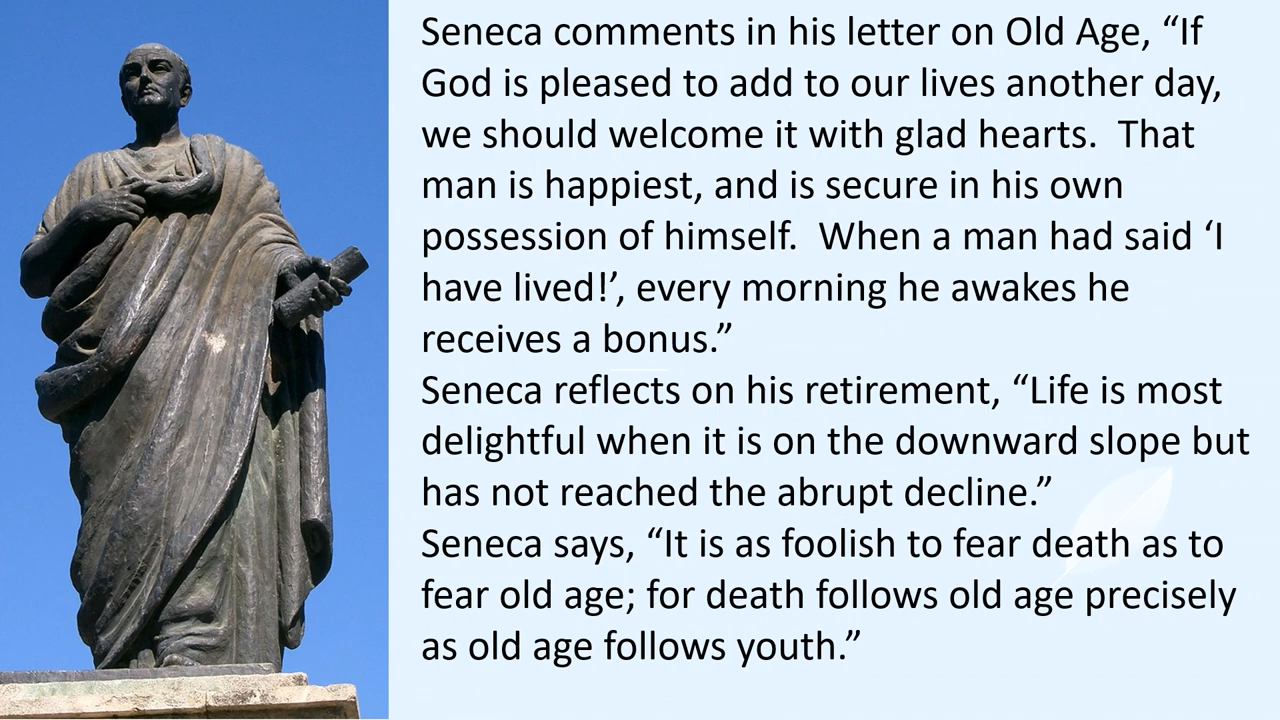 Seneca comments in his letter on Old Age, “If
God is pleased to add to our lives another day,
we should welcome it with glad hearts.  That
man is happiest, and is secure in his own
possession of himself.  When a man had said ‘I
have lived!’, every morning he awakes he
receives a bonus.”
Seneca reflects on his retirement, “Life is most
delightful when it is on the downward slope but
has not reached the abrupt decline.”
Seneca says, “It is as foolish to fear death as to
fear old age; for death follows old age precisely
as old age follows youth.”